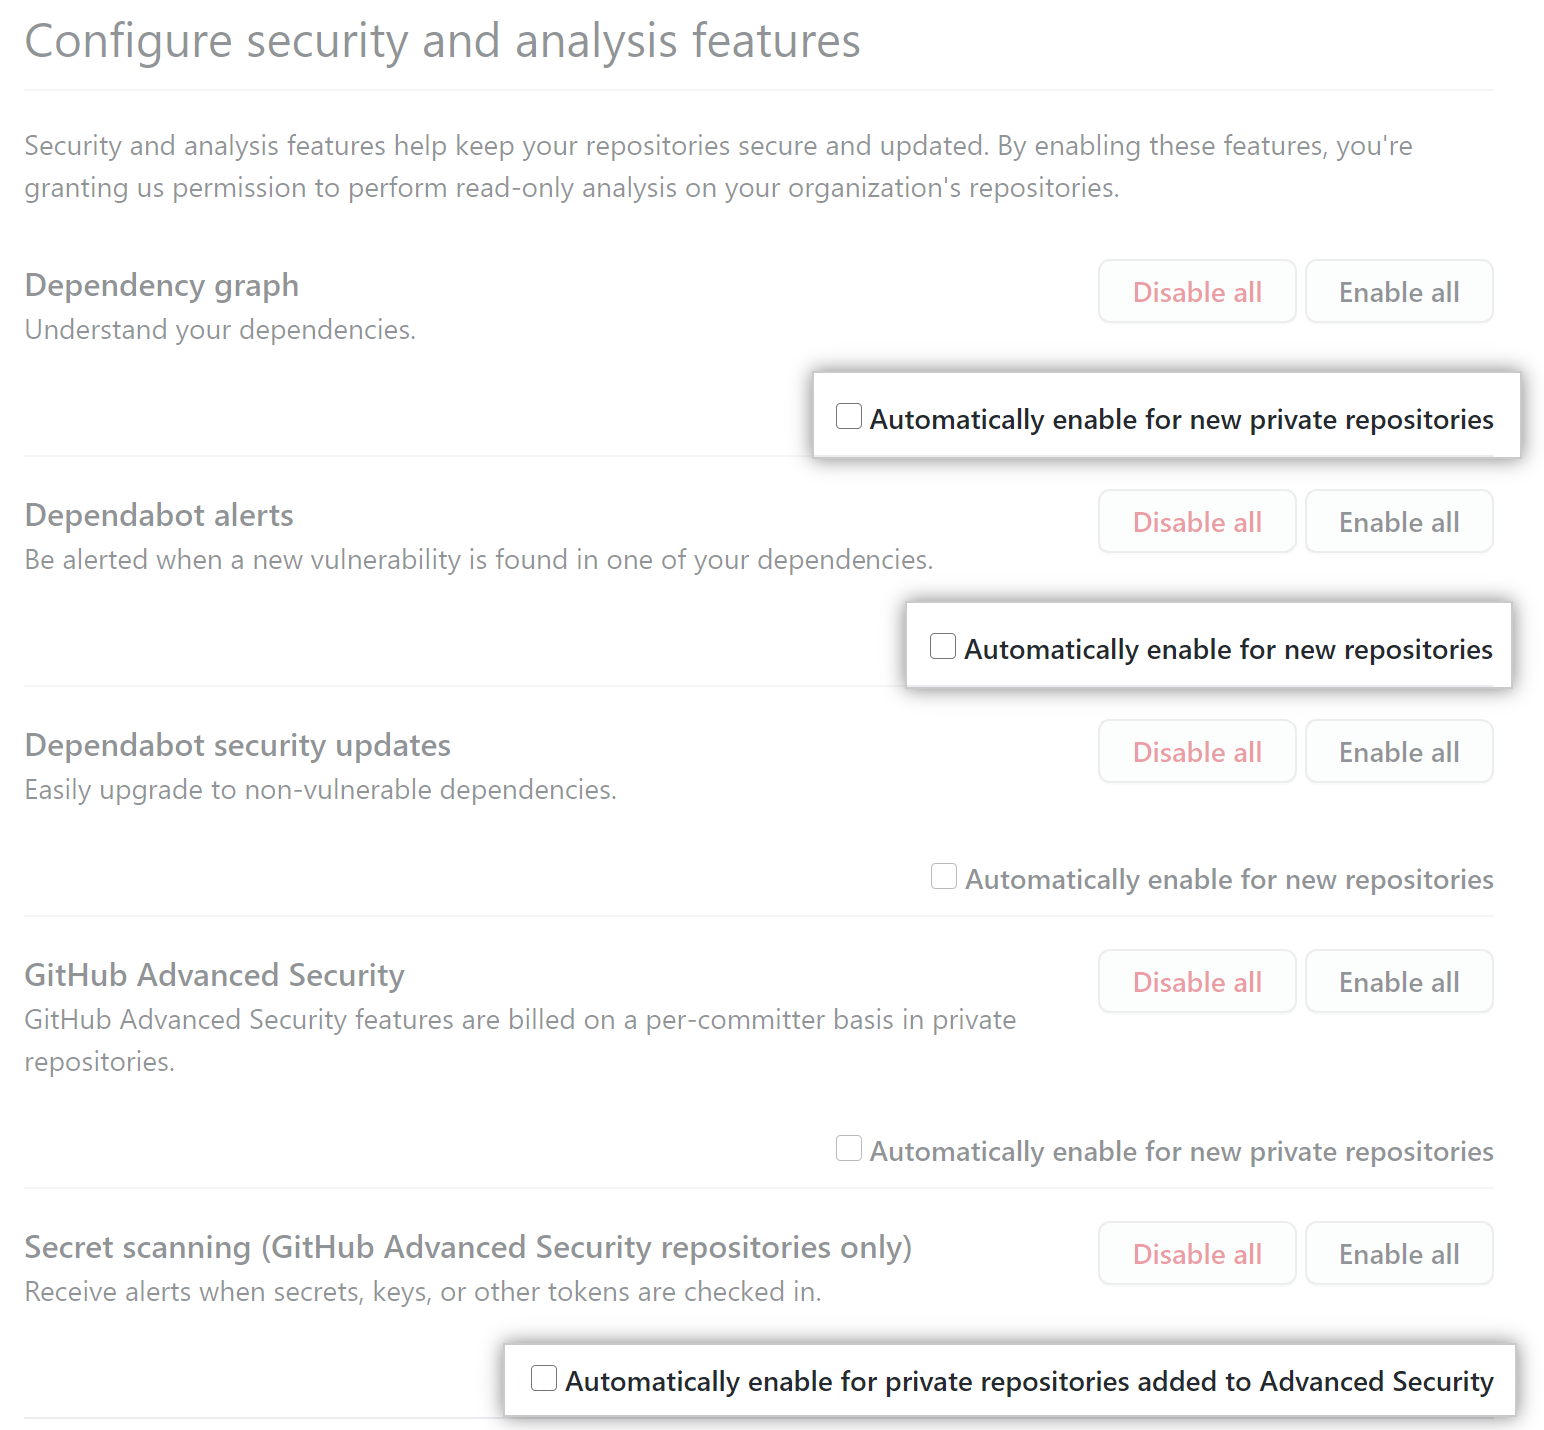 Configure security and analysis features
Security and analysis features help keep your repositories secure and updated. By enabling these features, you're
granting us permission to perform read-only analysis on your organization's repositories.
Dependency graph
Disable all
Enable all
Understand your dependencies.
Automatically enable for new private repositories
Dependabot alerts
Disable all
Enable all
Be alerted when a new vulnerability is found in one of your dependencies.
Automatically enable for new repositories
Dependabot security updates
Disable all
Enable all
Easily upgrade to non-vulnerable dependencies.
Automatically enable for new repositories
GitHub Advanced Security
Disable all
Enable all
GitHub Advanced Security features are billed on a per-committer basis in private
repositories.
Automatically enable for new private repositories
Secret scanning (GitHub Advanced Security repositories only)
Disable all
Enable all
Receive alerts when secrets, keys, or other tokens are checked in.
Automatically enable for private repositories added to Advanced Security